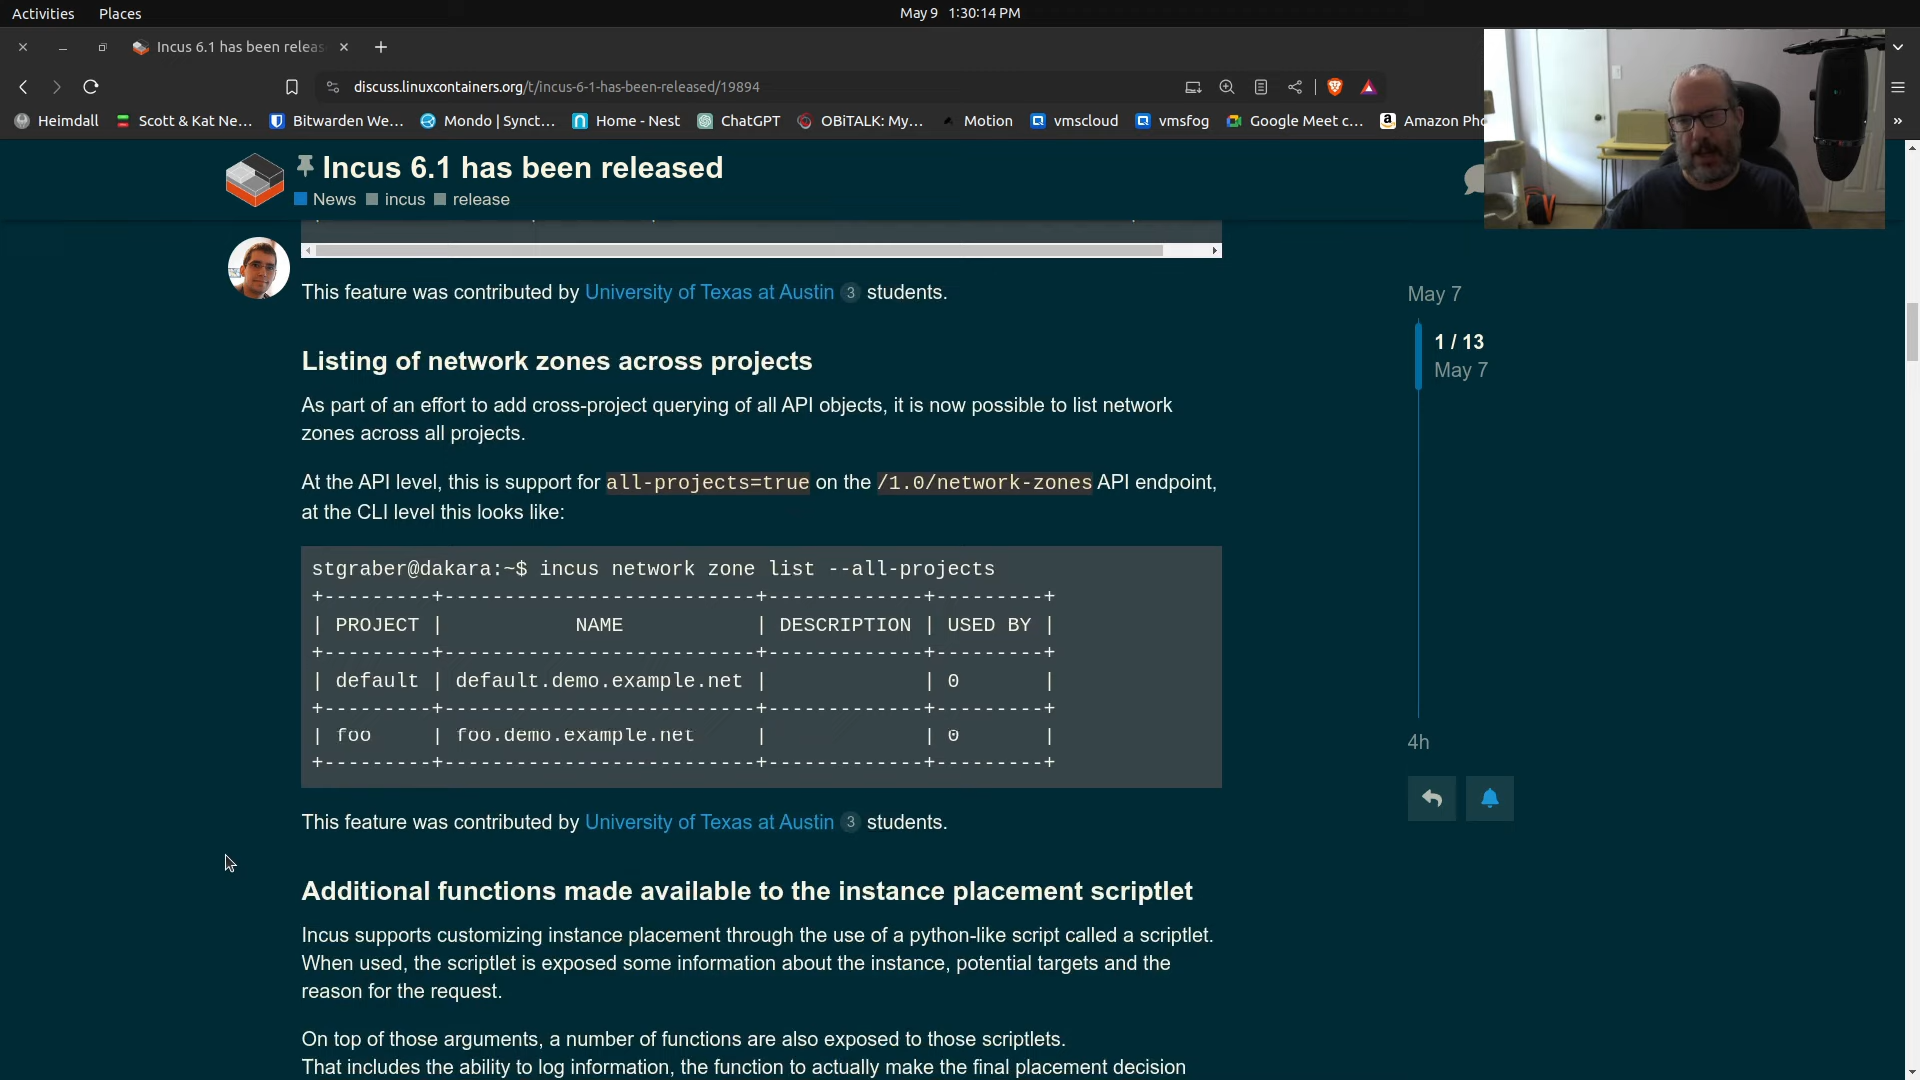 Activities Places May 9 1:30:14 PM
Incus 6.1 has been releas
discuss.linuxcontainers.org/t/incus-6-1-has-been-released/19894
Heimdall Scott & Kat Ne... Bitwarden We... Mondo | Synct... Home - Nest ChatGPT OBiTALK: My... Motion vmscloud vmsfog Google Meet c... Amazon Pho »
Incus 6.1 has been released
News incus release
This feature was contributed by University of Texas at Austin 3 students.
May 7
1 / 13
May 7
Listing of network zones across projects
As part of an effort to add cross-project querying of all API objects, it is now possible to list network
zones across all projects.
At the API level, this is support for all-projects=true on the /1.0/network-zones API endpoint,
at the CLI level this looks like:
stgraber@dakara:~$ incus network zone list --all-projects
+---------+--------------------------+-------------+---------+
| PROJECT |           NAME           | DESCRIPTION | USED BY |
+---------+--------------------------+-------------+---------+
| default | default.demo.example.net |             | 0       |
+---------+--------------------------+-------------+---------+
| foo     | foo.demo.example.net     |             | 0       |
+---------+--------------------------+-------------+---------+
4h
This feature was contributed by University of Texas at Austin 3 students.
Additional functions made available to the instance placement scriptlet
Incus supports customizing instance placement through the use of a python-like script called a scriptlet.
When used, the scriptlet is exposed some information about the instance, potential targets and the
reason for the request.
On top of those arguments, a number of functions are also exposed to those scriptlets.
That includes the ability to log information, the function to actually make the final placement decision